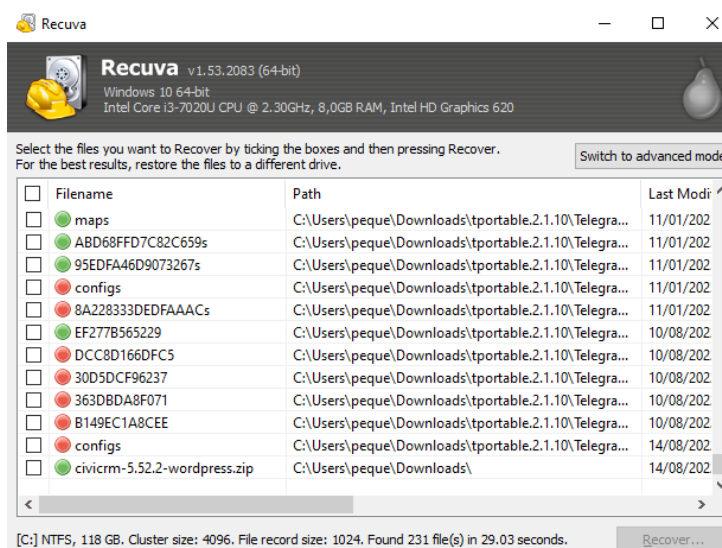 Recuva
Recuva v1.53.2083 (64-bit)
Windows 10 64-bit
Intel Core i3-7020U CPU @ 2.30GHz, 8,0GB RAM, Intel HD Graphics 620
Select the files you want to Recover by ticking the boxes and then pressing Recover.
For the best results, restore the files to a different drive.
Switch to advanced mode
Filename Path Last Modif
maps C:\Users\peque\Downloads\tportable.2.1.10\Telegra... 11/01/202
ABD68FFD7C82C659s C:\Users\peque\Downloads\tportable.2.1.10\Telegra... 11/01/202
95EDFA46D9073267s C:\Users\peque\Downloads\tportable.2.1.10\Telegra... 11/01/202
configs C:\Users\peque\Downloads\tportable.2.1.10\Telegra... 11/01/202
8A228333DEDFAAACs C:\Users\peque\Downloads\tportable.2.1.10\Telegra... 11/01/202
EF277B565229 C:\Users\peque\Downloads\tportable.2.1.10\Telegra... 10/08/202
DCC8D166DFC5 C:\Users\peque\Downloads\tportable.2.1.10\Telegra... 10/08/202
30D5DCF96237 C:\Users\peque\Downloads\tportable.2.1.10\Telegra... 10/08/202
363DBDA8F071 C:\Users\peque\Downloads\tportable.2.1.10\Telegra... 10/08/202
B149EC1A8CEE C:\Users\peque\Downloads\tportable.2.1.10\Telegra... 10/08/202
configs C:\Users\peque\Downloads\tportable.2.1.10\Telegra... 14/08/202
civicrm-5.52.2-wordpress.zip C:\Users\peque\Downloads\ 14/08/202
[C:] NTFS, 118 GB. Cluster size: 4096. File record size: 1024. Found 231 file(s) in 29.03 seconds.
Recover...